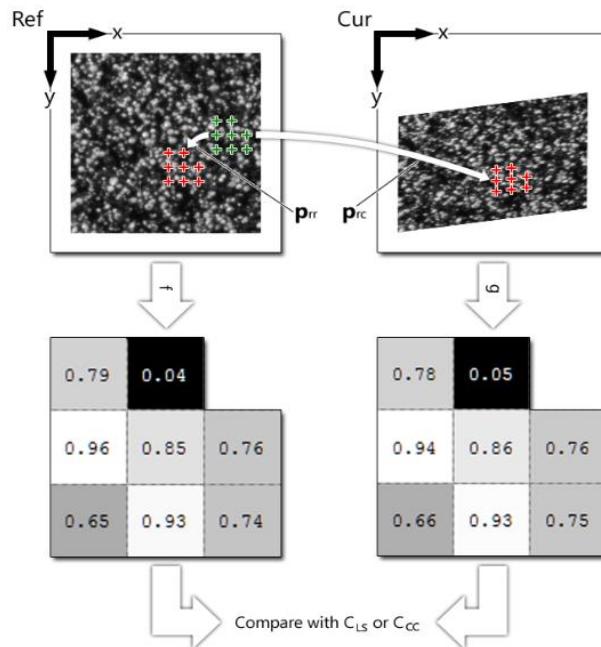 Ref
x
y
Cur
x
y
prr
prc
f
g
0.79 0.04
0.96 0.85 0.76
0.65 0.93 0.74
0.78 0.05
0.94 0.86 0.76
0.66 0.93 0.75
Compare with CLS or CCC